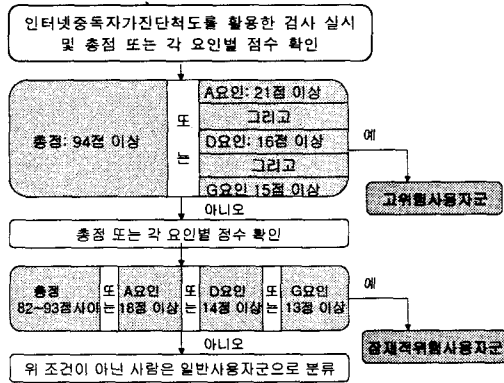 인터넷중독자가진단척도를 활용한 검사 실시
및 총점 또는 각 요인별 점수 확인
총점: 94점 이상
또
는
A요인: 21점 이상
그리고
D요인: 16점 이상
그리고
G요인 15점 이상
예
고위험사용자군
아니오
총점 또는 각 요인별 점수 확인
총점
82~93점사이
또
는
A요인
18점 이상
또
는
D요인
14점 이상
또
는
G요인
13점 이상
예
잠재적위험사용자군
아니오
위 조건이 아닌 사람은 일반사용자군으로 분류